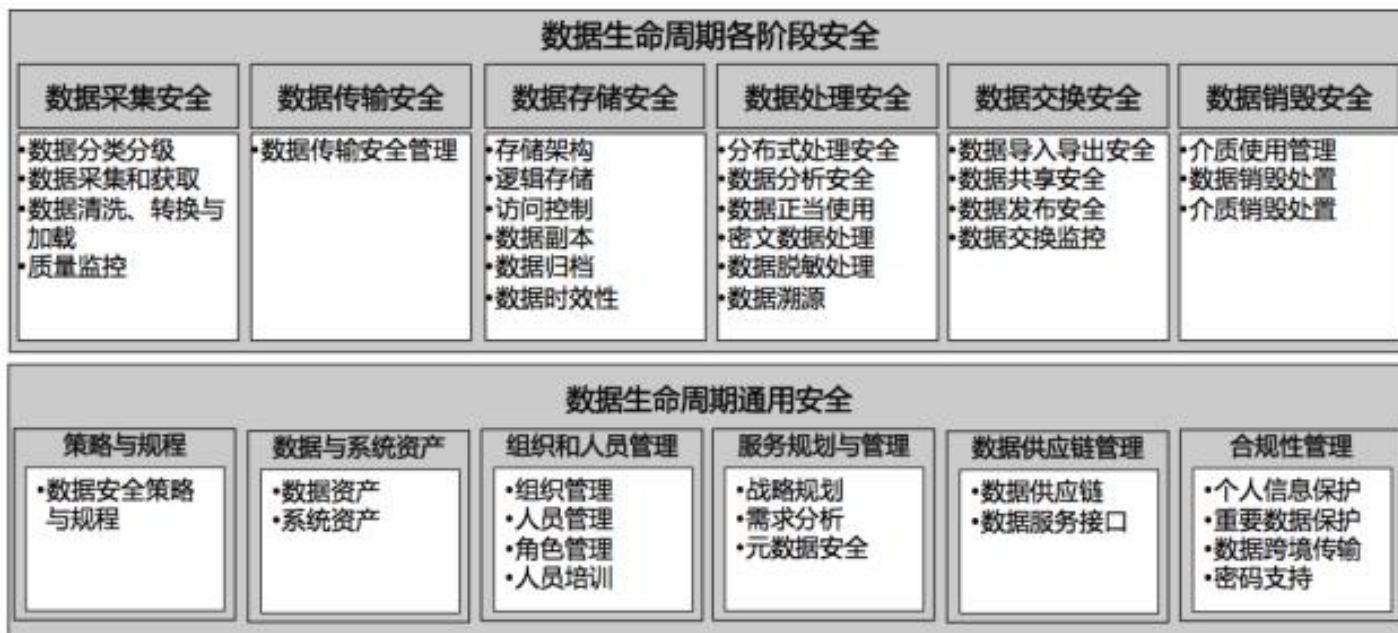 数据生命周期各阶段安全
数据采集安全
•数据分类分级
•数据采集和获取
•数据清洗、转换与
加载
•质量监控
数据传输安全
•数据传输安全管理
数据存储安全
•存储架构
•逻辑存储
•访问控制
•数据副本
•数据归档
•数据时效性
数据处理安全
•分布式处理安全
•数据分析安全
•数据正当使用
•密文数据处理
•数据脱敏处理
•数据溯源
数据交换安全
•数据导入导出安全
•数据共享安全
•数据发布安全
•数据交换监控
数据销毁安全
•介质使用管理
•数据销毁处置
•介质销毁处置
数据生命周期通用安全
策略与规程
•数据安全策略
与规程
数据与系统资产
•数据资产
•系统资产
组织和人员管理
•组织管理
•人员管理
•角色管理
•人员培训
服务规划与管理
•战略规划
•需求分析
•元数据安全
数据供应链管理
•数据供应链
•数据服务接口
合规性管理
•个人信息保护
•重要数据保护
•数据跨境传输
•密码支持